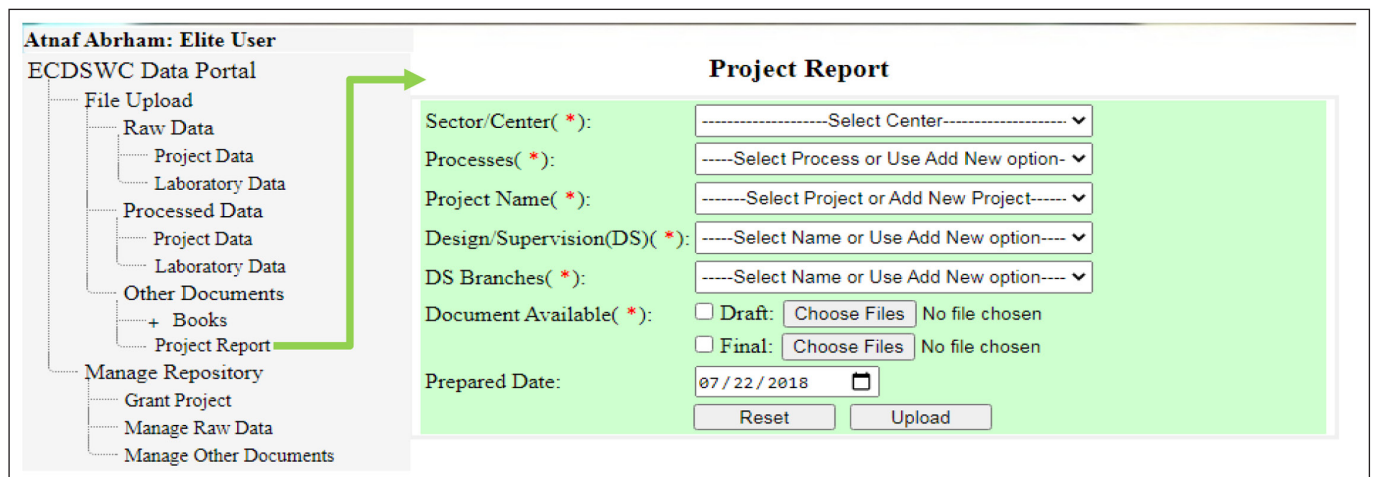 Atnaf Abrham: Elite User
ECDSWC Data Portal
File Upload
Raw Data
Project Data
Laboratory Data
Processed Data
Project Data
Laboratory Data
Other Documents
+ Books
Project Report
Manage Repository
Grant Project
Manage Raw Data
Manage Other Documents
Project Report
Sector/Center( *): --------------------Select Center--------------------
Processes( *): -----Select Process or Use Add New option-
Project Name( *): -------Select Project or Add New Project------
Design/Supervision(DS)( *): -----Select Name or Use Add New option----
DS Branches( *): -----Select Name or Use Add New option----
Document Available( *): Draft: Choose Files No file chosen
Final: Choose Files No file chosen
Prepared Date: 07/22/2018
Reset Upload